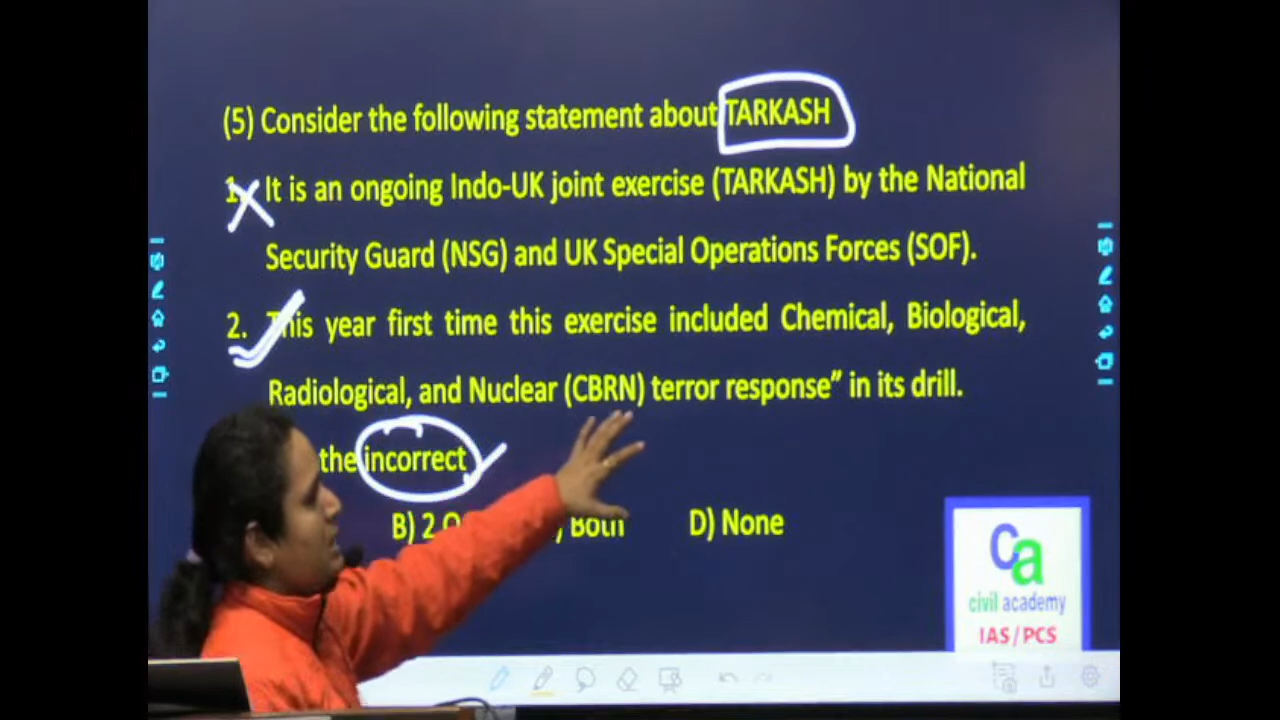 (5) Consider the following statement about TARKASH
1. It is an ongoing Indo-UK joint exercise (TARKASH) by the National
Security Guard (NSG) and UK Special Operations Forces (SOF).
2. This year first time this exercise included Chemical, Biological,
Radiological, and Nuclear (CBRN) terror response” in its drill.
the incorrect
B) 2 Both D) None
Ca
civil academy
IAS/PCS